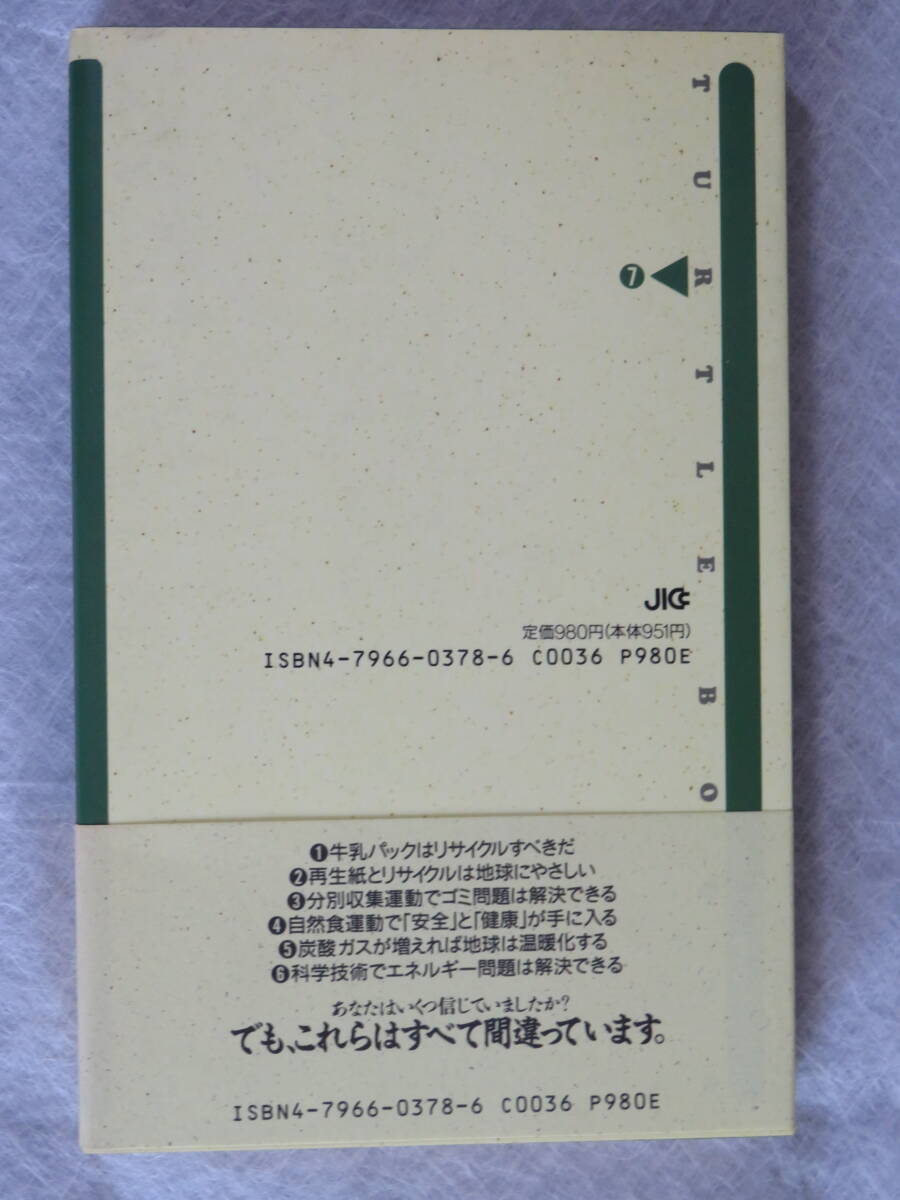 TURTLE BO
7
JICC
定価980円(本体951円)
ISBN4-7966-0378-6 C0036 P980E
❶牛乳パックはリサイクルすべきだ
❷再生紙とリサイクルは地球にやさしい
❸分別収集運動でゴミ問題は解決できる
❹自然食運動で「安全」と「健康」が手に入る
❺炭酸ガスが増えれば地球は温暖化する
❻科学技術でエネルギー問題は解決できる
あなたはいくつ信じていましたか?
でも、これらはすべて間違っています。
ISBN4-7966-0378-6 C0036 P980E